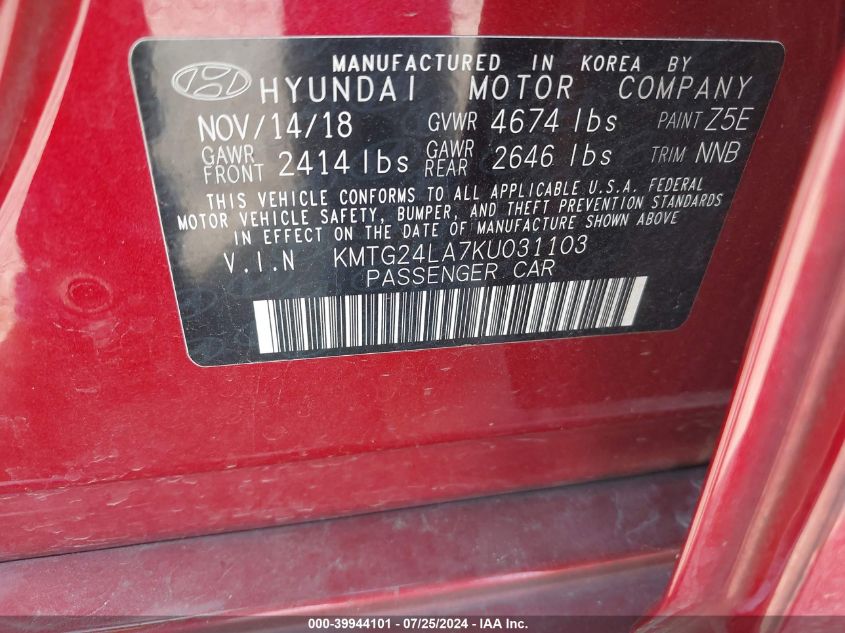 MANUFACTURED IN KOREA BY
HYUNDAI MOTOR COMPANY
NOV/14/18 GVWR 4674 lbs PAINT Z5E
GAWR FRONT 2414 lbs GAWR REAR 2646 lbs TRIM NNB
THIS VEHICLE CONFORMS TO ALL APPLICABLE U.S.A. FEDERAL
MOTOR VEHICLE SAFETY, BUMPER, AND THEFT PREVENTION STANDARDS
IN EFFECT ON THE DATE OF MANUFACTURE SHOWN ABOVE
V.I.N KMTG24LA7KU031103
PASSENGER CAR
000-39944101 - 07/25/2024 - IAA Inc.